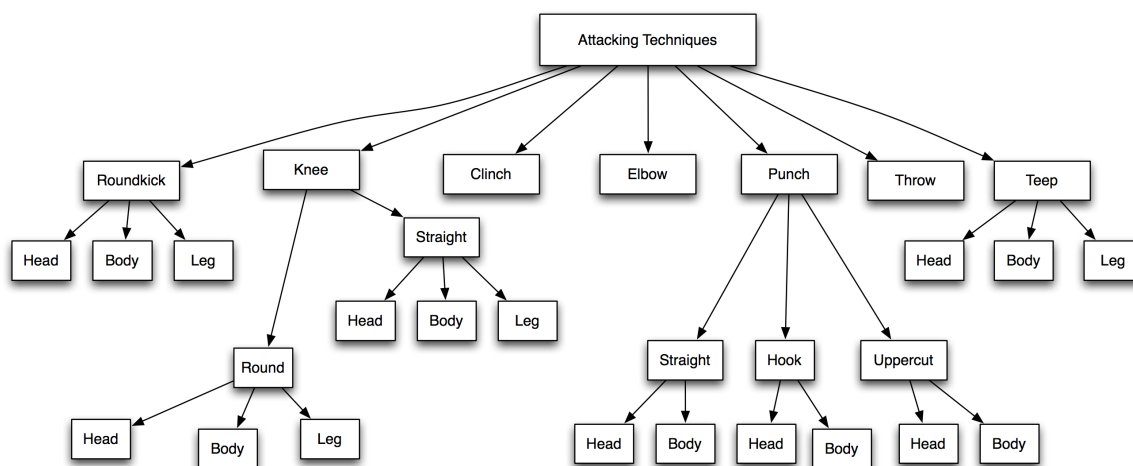 Attacking Techniques
Roundkick
Knee
Clinch
Elbow
Punch
Throw
Teep
Head
Body
Leg
Straight
Head
Body
Leg
Head
Body
Leg
Round
Straight
Hook
Uppercut
Head
Body
Leg
Head
Body
Head
Body
Head
Body